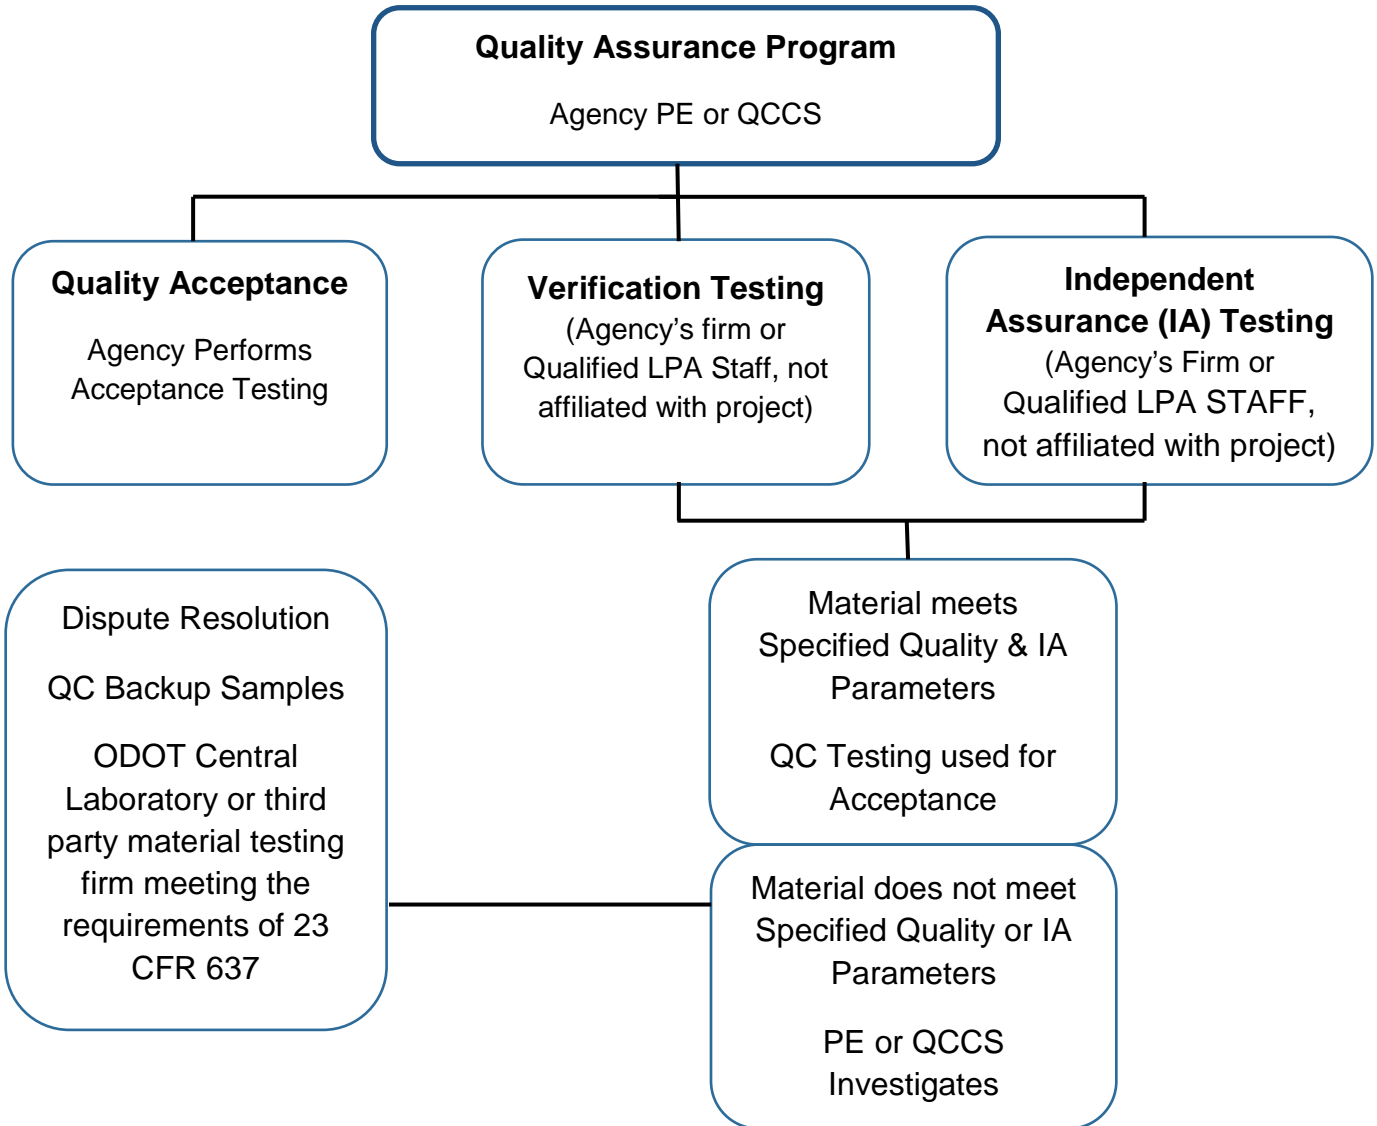 Quality Assurance Program
Agency PE or QCCS
Quality Acceptance
Agency Performs
Acceptance Testing
Verification Testing
(Agency’s firm or
Qualified LPA Staff, not
affiliated with project)
Independent
Assurance (IA) Testing
(Agency’s Firm or
Qualified LPA STAFF,
not affiliated with project)
Dispute Resolution
QC Backup Samples
ODOT Central
Laboratory or third
party material testing
firm meeting the
requirements of 23
CFR 637
Material meets
Specified Quality & IA
Parameters
QC Testing used for
Acceptance
Material does not meet
Specified Quality or IA
Parameters
PE or QCCS
Investigates